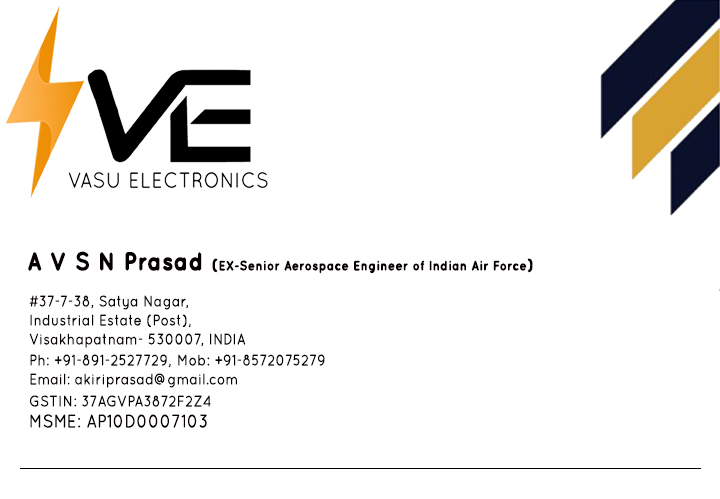 VE
VASU ELECTRONICS
A V S N Prasad (EX-Senior Aerospace Engineer of Indian Air Force)
#37-7-38, Satya Nagar,
Industrial Estate (Post),
Visakhapatnam- 530007, INDIA
Ph: +91-891-2527729, Mob: +91-8572075279
Email: akiriprasad@gmail.com
GSTIN: 37AGVPA3872F2Z4
MSME: AP10D0007103